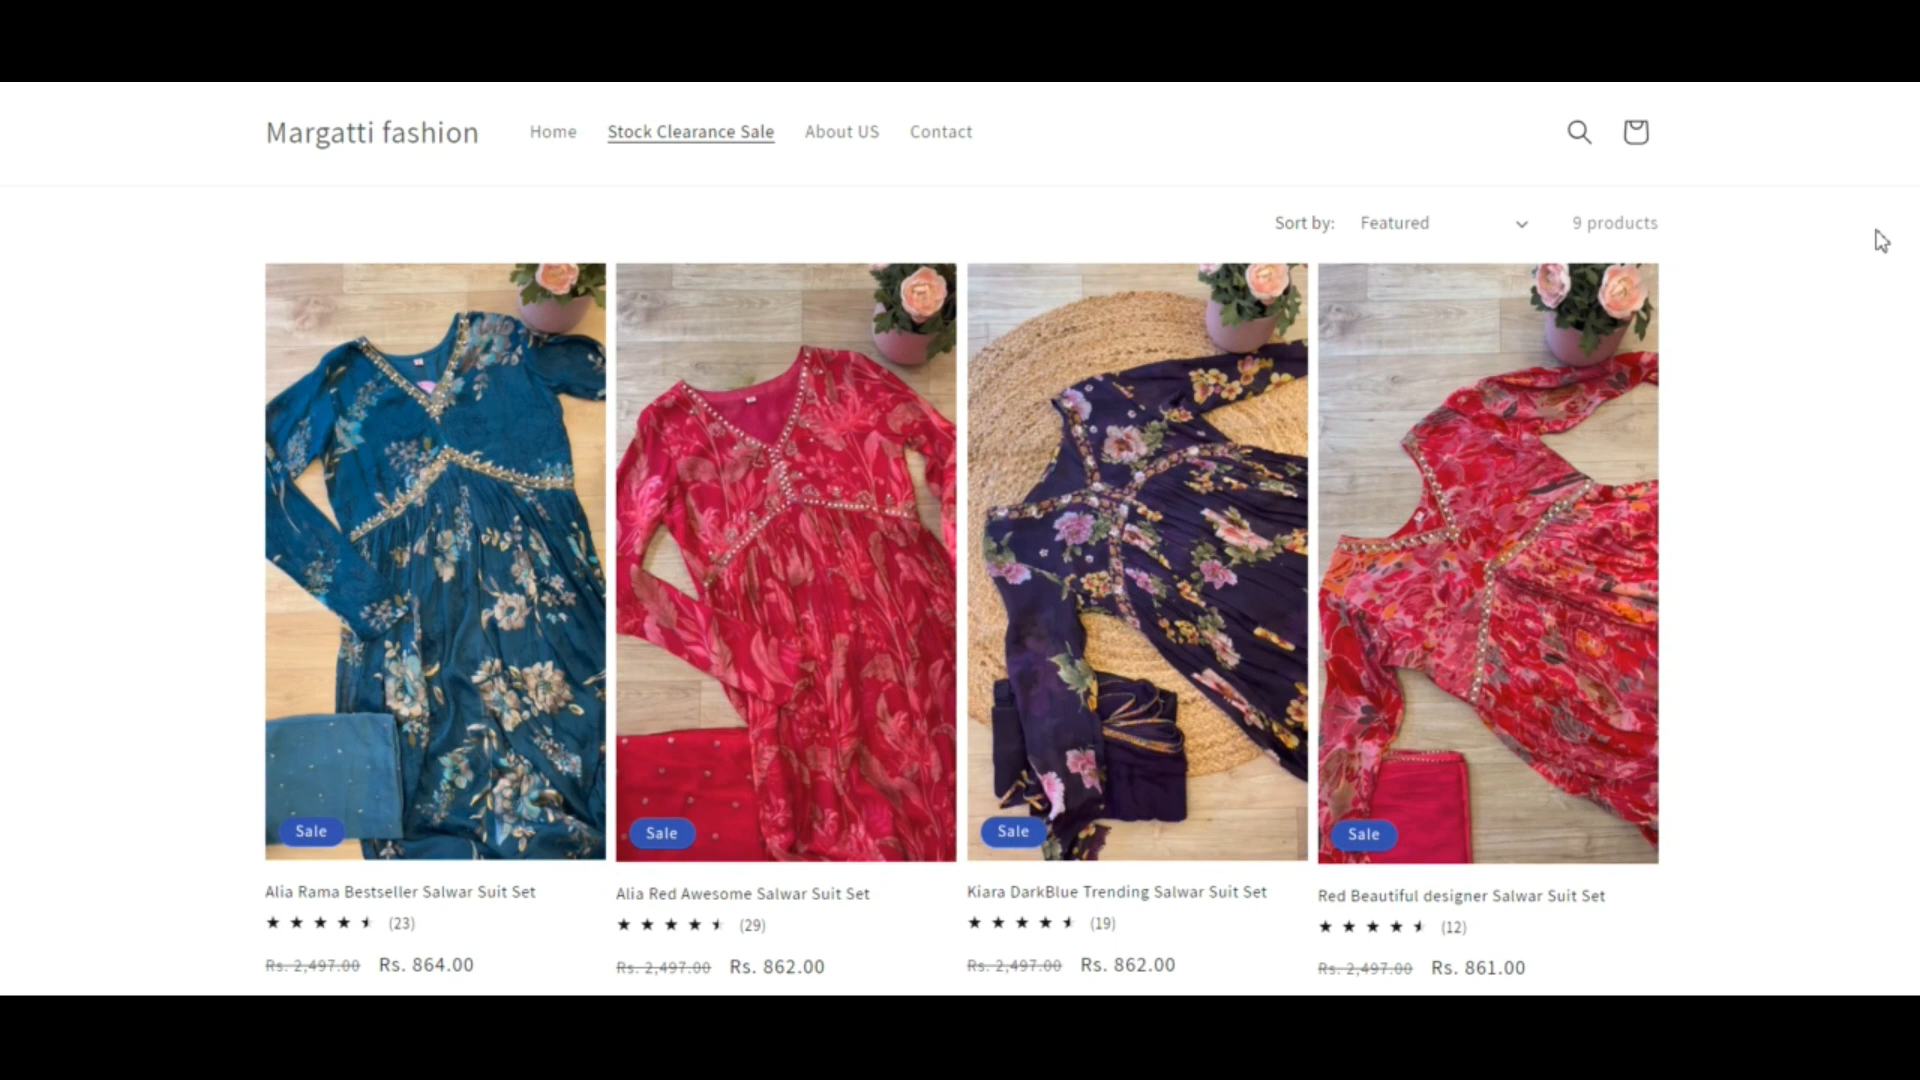 Margatti fashion
Home
Stock Clearance Sale
About US
Contact
Sort by:
Featured
9 products
Sale
Sale
Sale
Sale
Alia Rama Bestseller Salwar Suit Set
(23)
Rs. 2,497.00 Rs. 864.00
Alia Red Awesome Salwar Suit Set
(29)
Rs. 2,497.00 Rs. 862.00
Kiara DarkBlue Trending Salwar Suit Set
(19)
Rs. 2,497.00 Rs. 862.00
Red Beautiful designer Salwar Suit Set
(12)
Rs. 2,497.00 Rs. 861.00